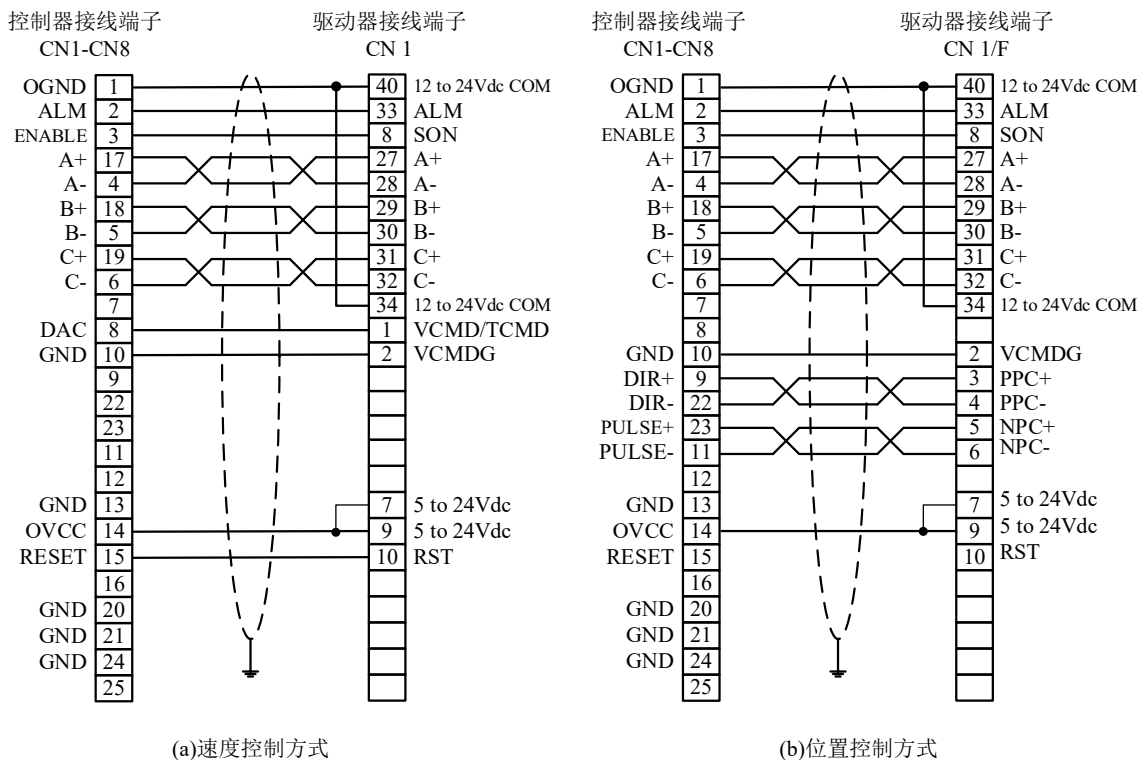 控制器接线端子
CN1-CN8
驱动器接线端子
CN 1
OGND 1 40 12 to 24Vdc COM
ALM 2 33 ALM
ENABLE 3 8 SON
A+ 17 27 A+
A- 4 28 A-
B+ 18 29 B+
B- 5 30 B-
C+ 19 31 C+
C- 6 32 C-
7 34 12 to 24Vdc COM
DAC 8 1 VCMD/TCMD
GND 10 2 VCMDG
9
22
23
11
12
GND 13 7 5 to 24Vdc
OVCC 14 9 5 to 24Vdc
RESET 15 10 RST
16
GND 20
GND 21
GND 24
25
(a)速度控制方式
控制器接线端子
CN1-CN8
驱动器接线端子
CN 1/F
OGND 1 40 12 to 24Vdc COM
ALM 2 33 ALM
ENABLE 3 8 SON
A+ 17 27 A+
A- 4 28 A-
B+ 18 29 B+
B- 5 30 B-
C+ 19 31 C+
C- 6 32 C-
7 34 12 to 24Vdc COM
8
GND 10 2 VCMDG
DIR+ 9 3 PPC+
DIR- 22 4 PPC-
PULSE+ 23 5 NPC+
PULSE- 11 6 NPC-
12
GND 13 7 5 to 24Vdc
OVCC 14 9 5 to 24Vdc
RESET 15 10 RST
16
GND 20
GND 21
GND 24
25
(b)位置控制方式